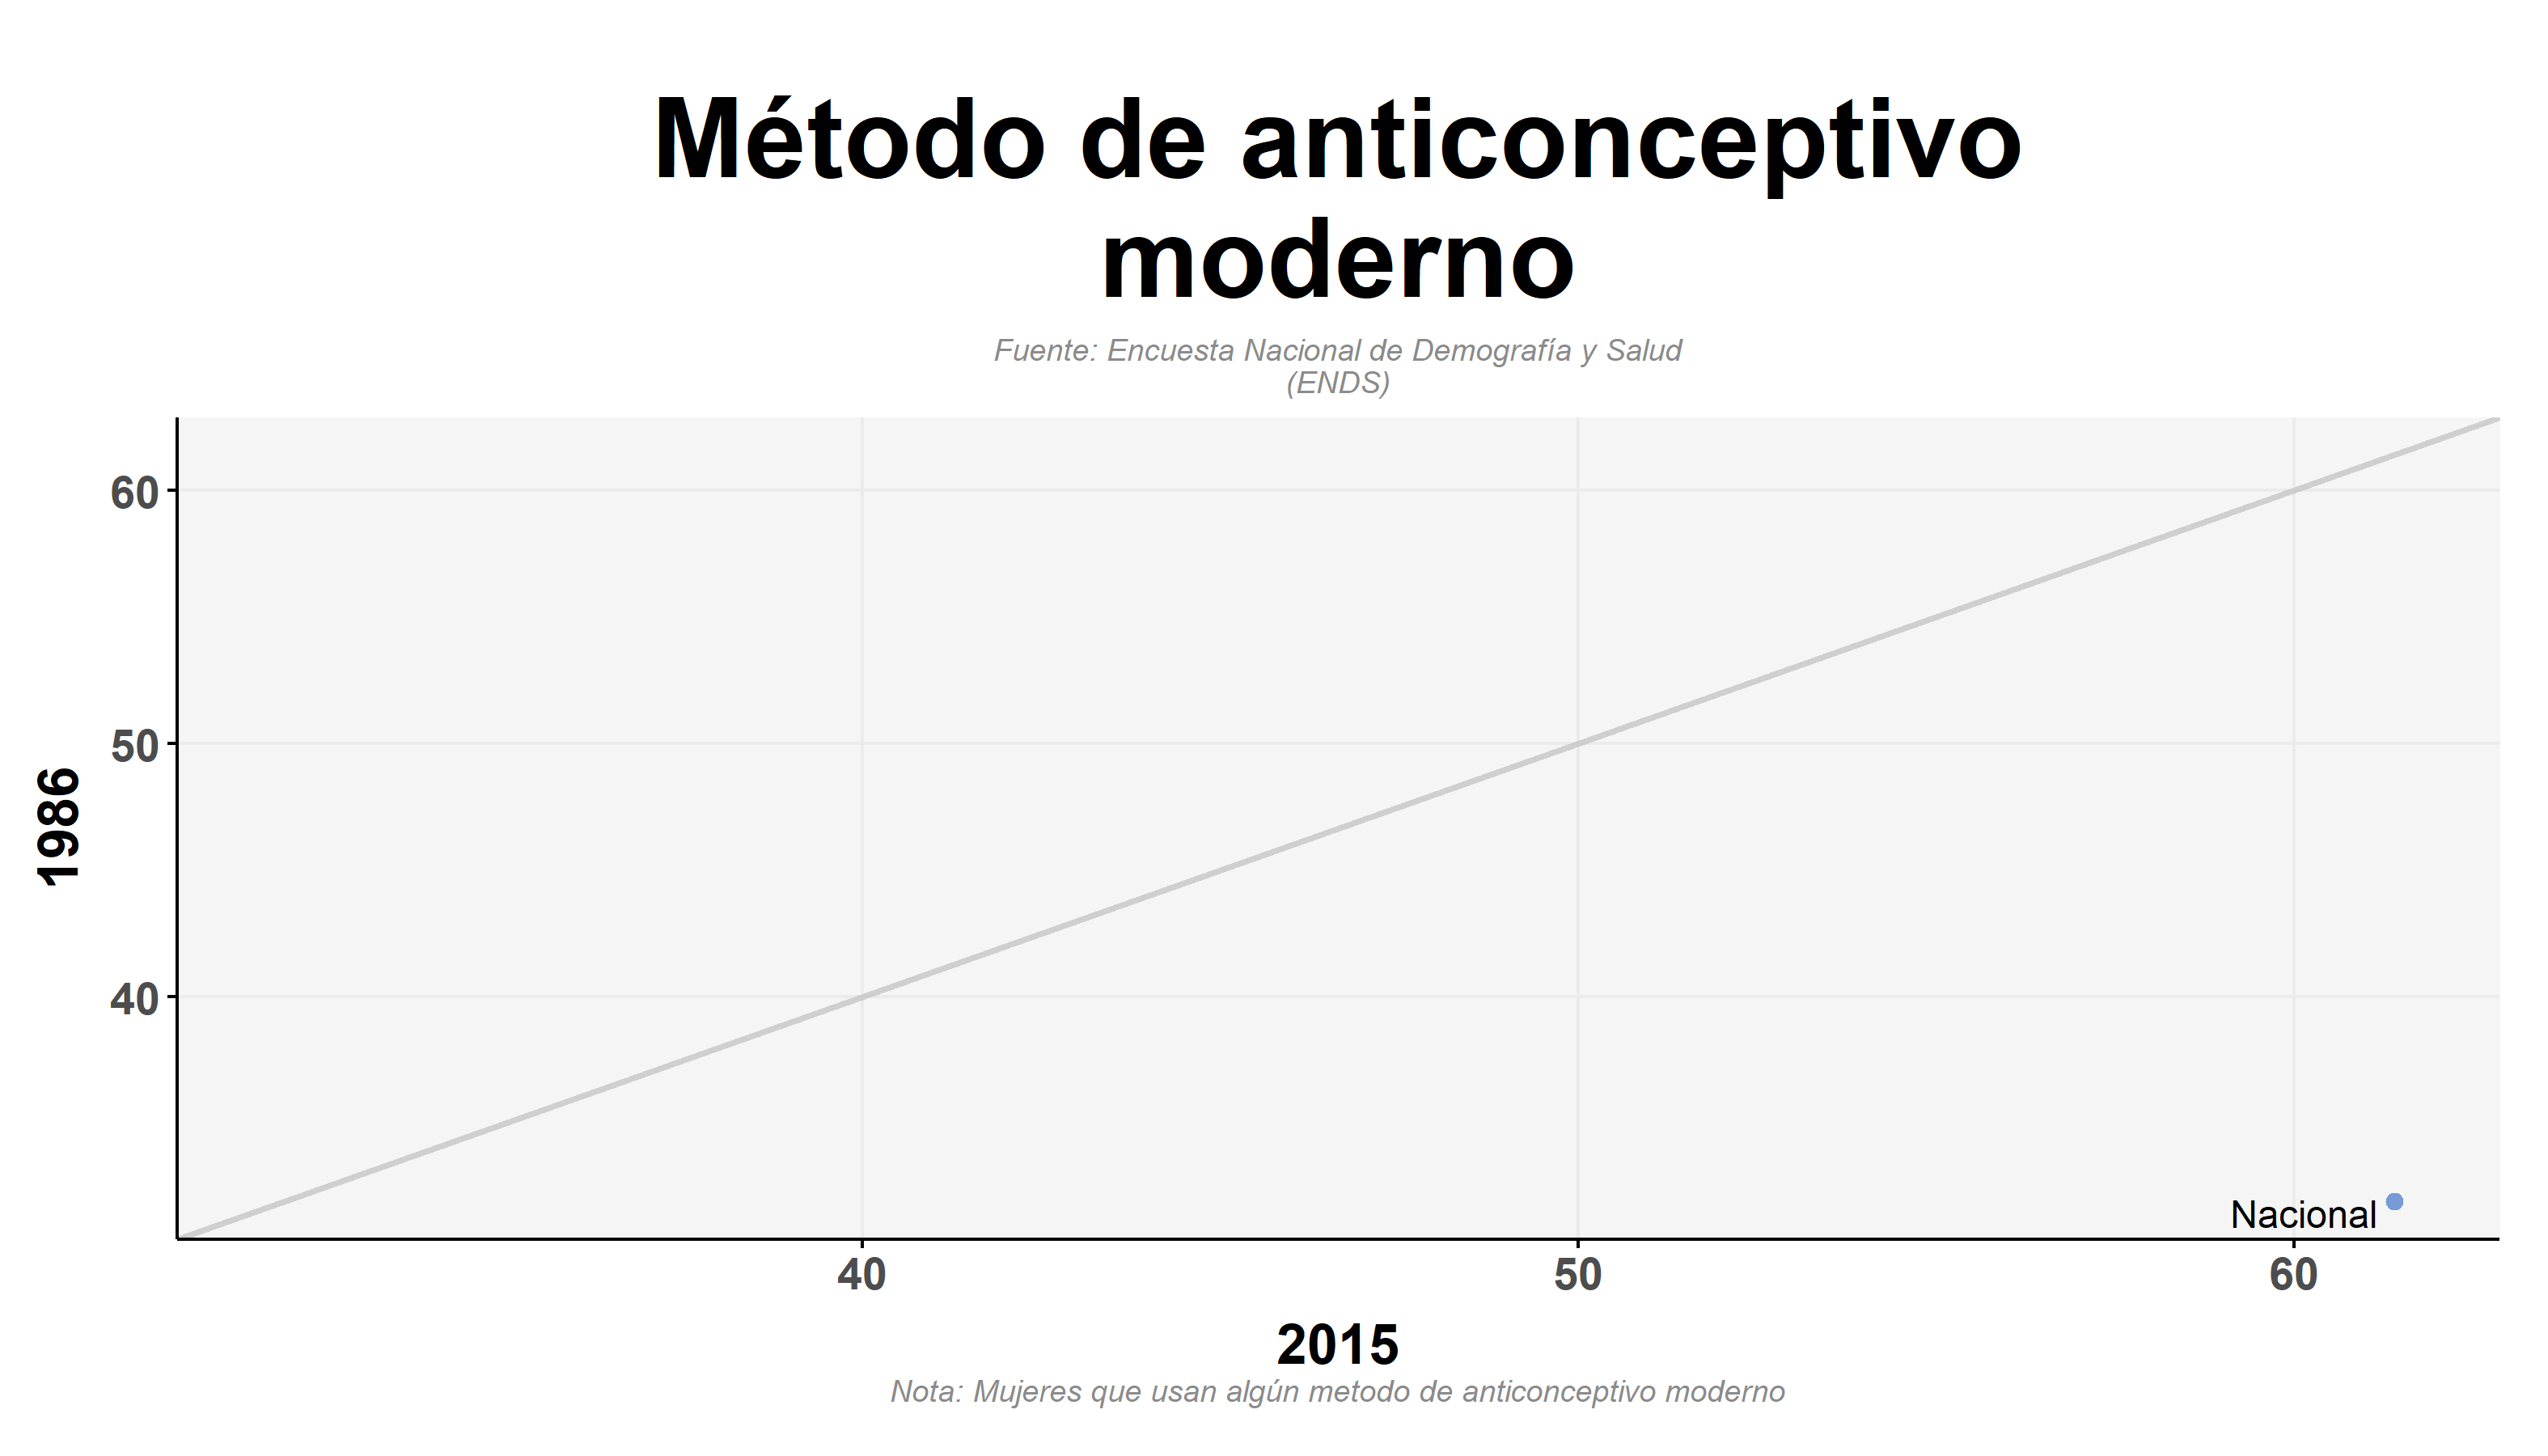 Método de anticonceptivo
moderno
Fuente: Encuesta Nacional de Demografía y Salud
(ENDS)
60
50
40
1986
Nacional
40
50
60
2015
Nota: Mujeres que usan algún metodo de anticonceptivo moderno